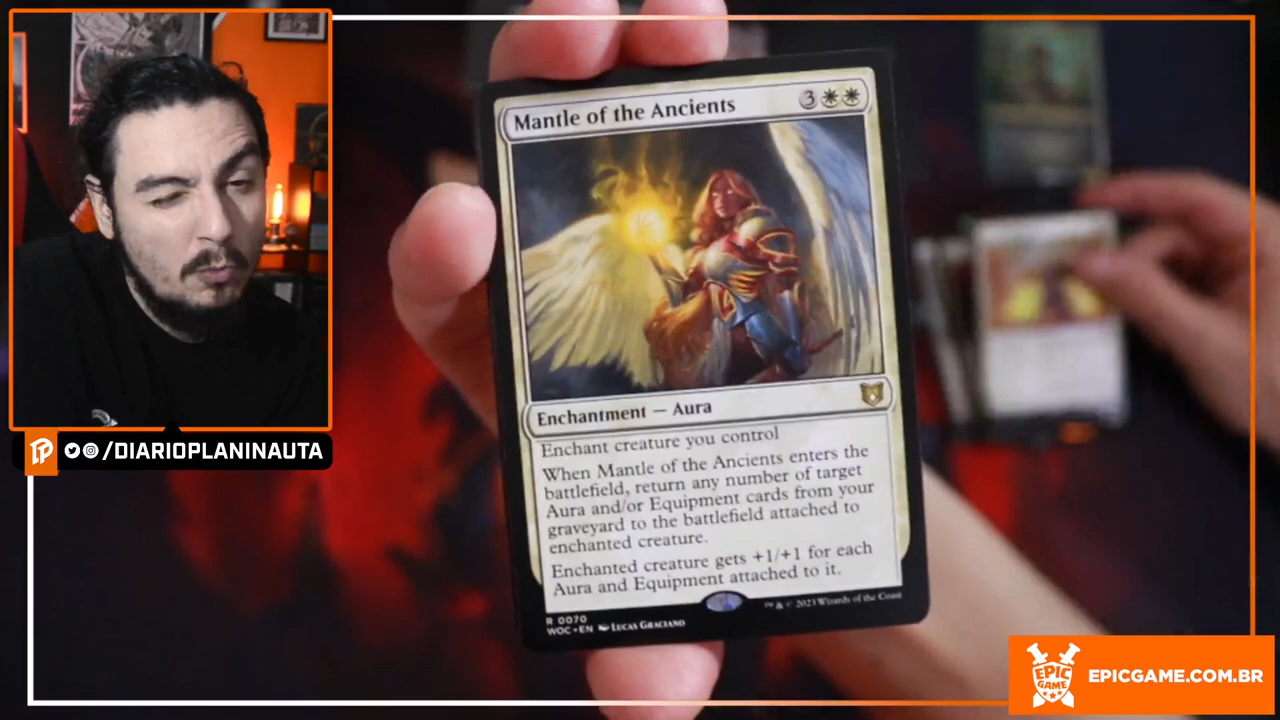 Mantle of the Ancients 3
Enchantment — Aura
Enchant creature you control
When Mantle of the Ancients enters the
battlefield, return any number of target
Aura and/or Equipment cards from your
graveyard to the battlefield attached to
enchanted creature.
Enchanted creature gets +1/+1 for each
Aura and Equipment attached to it.
R 0070
WOC • EN LUCAS GRACIANO
™ & © 2023 Wizards of the Coast
/DIARIOPLANINAUTA
EPIC
GAME
EPICGAME.COM.BR